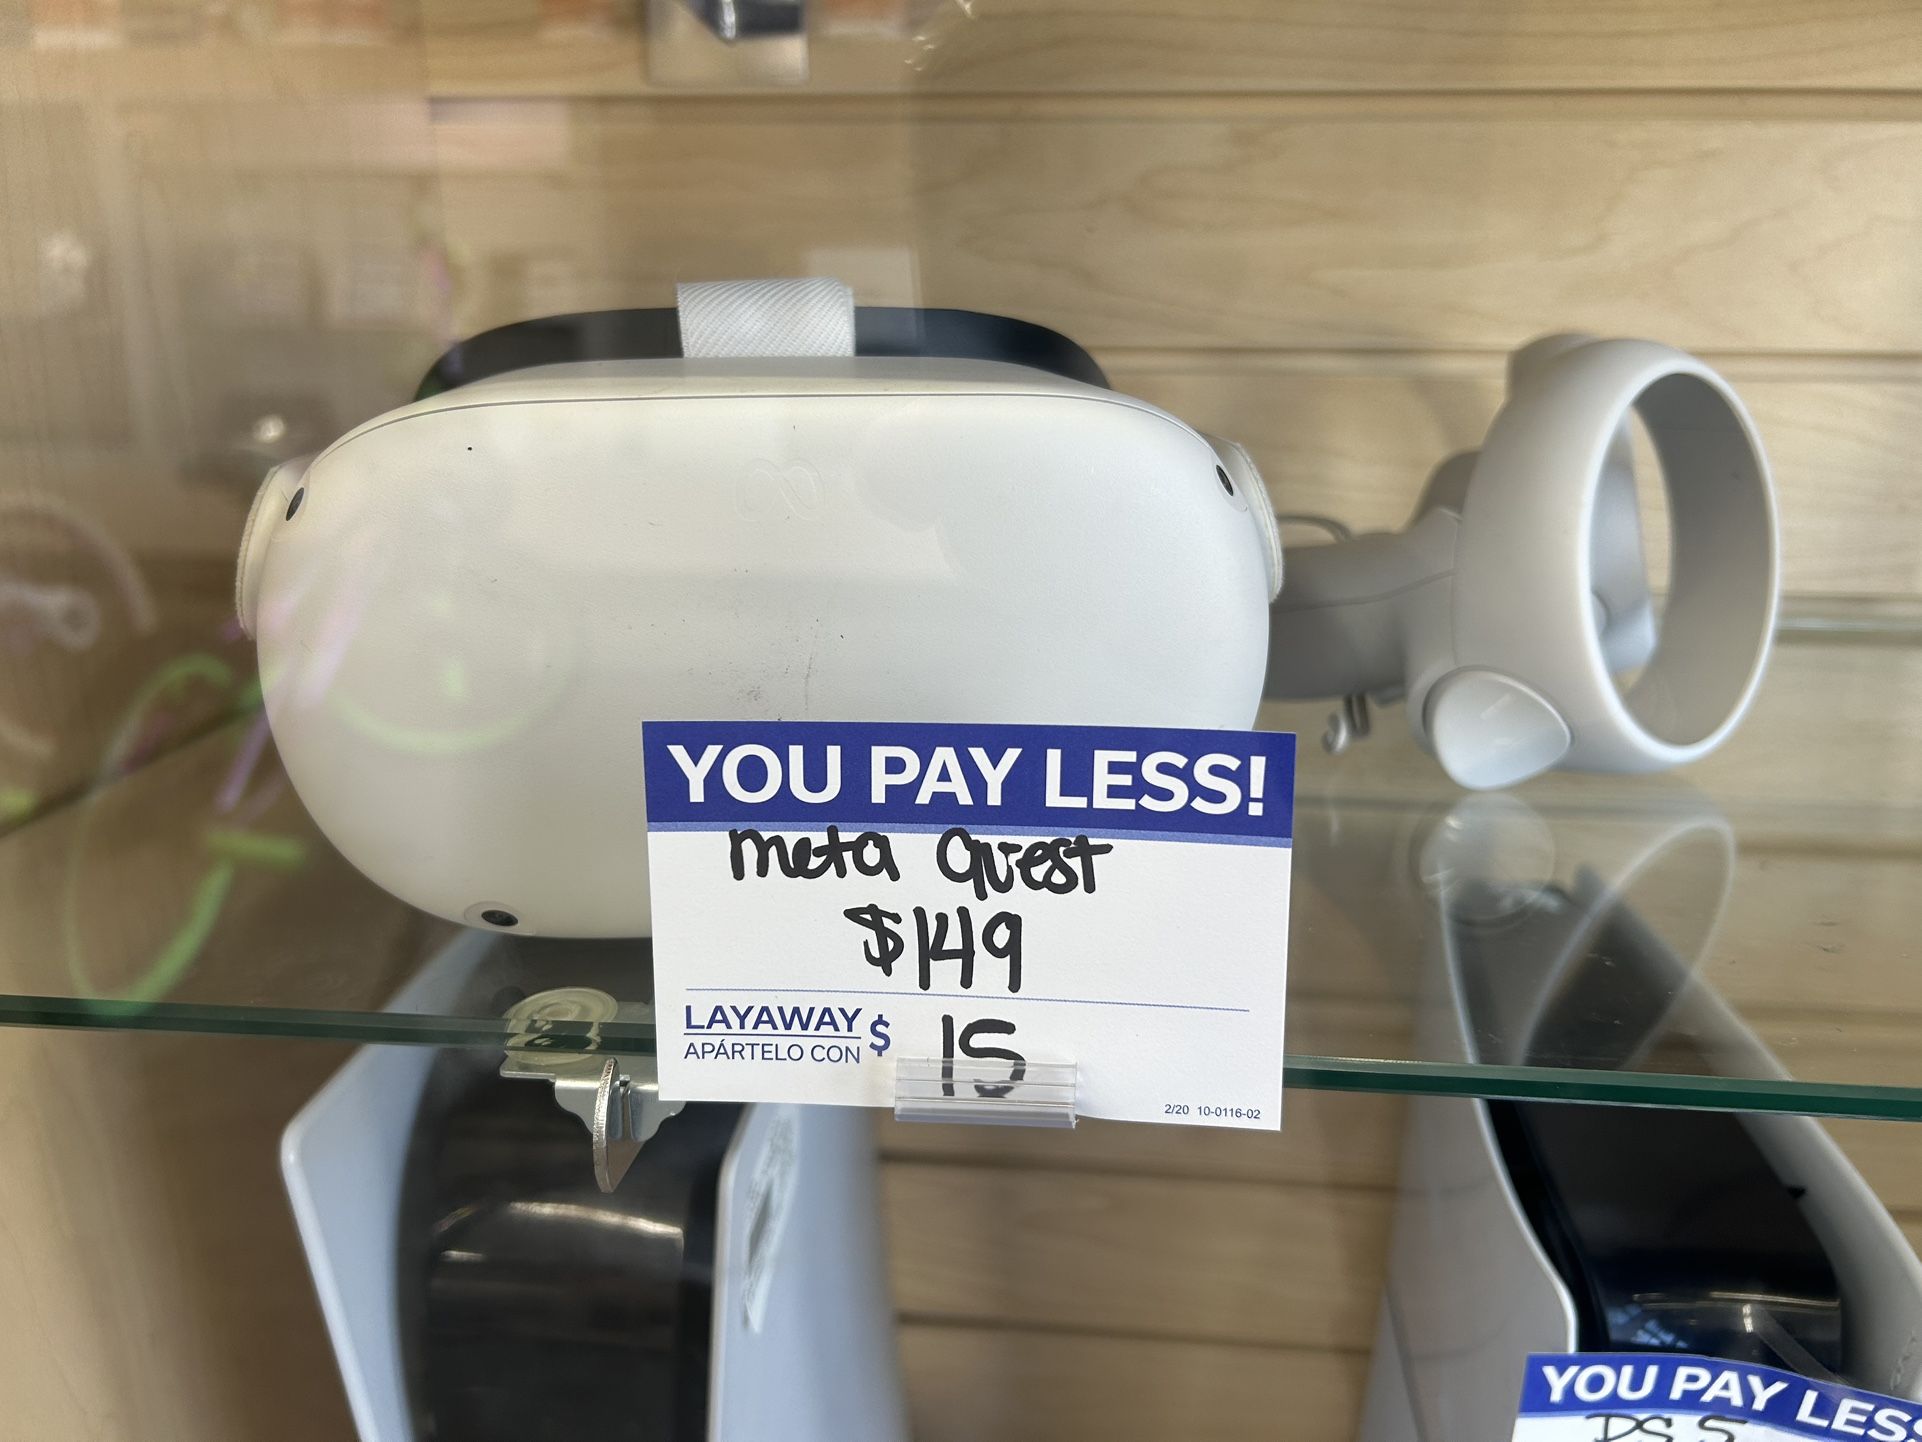 YOU PAY LESS!
meta Quest
$149
LAYAWAY $ 15
APÁRTELO CON
2/20 10-0116-02
YOU PAY LESS